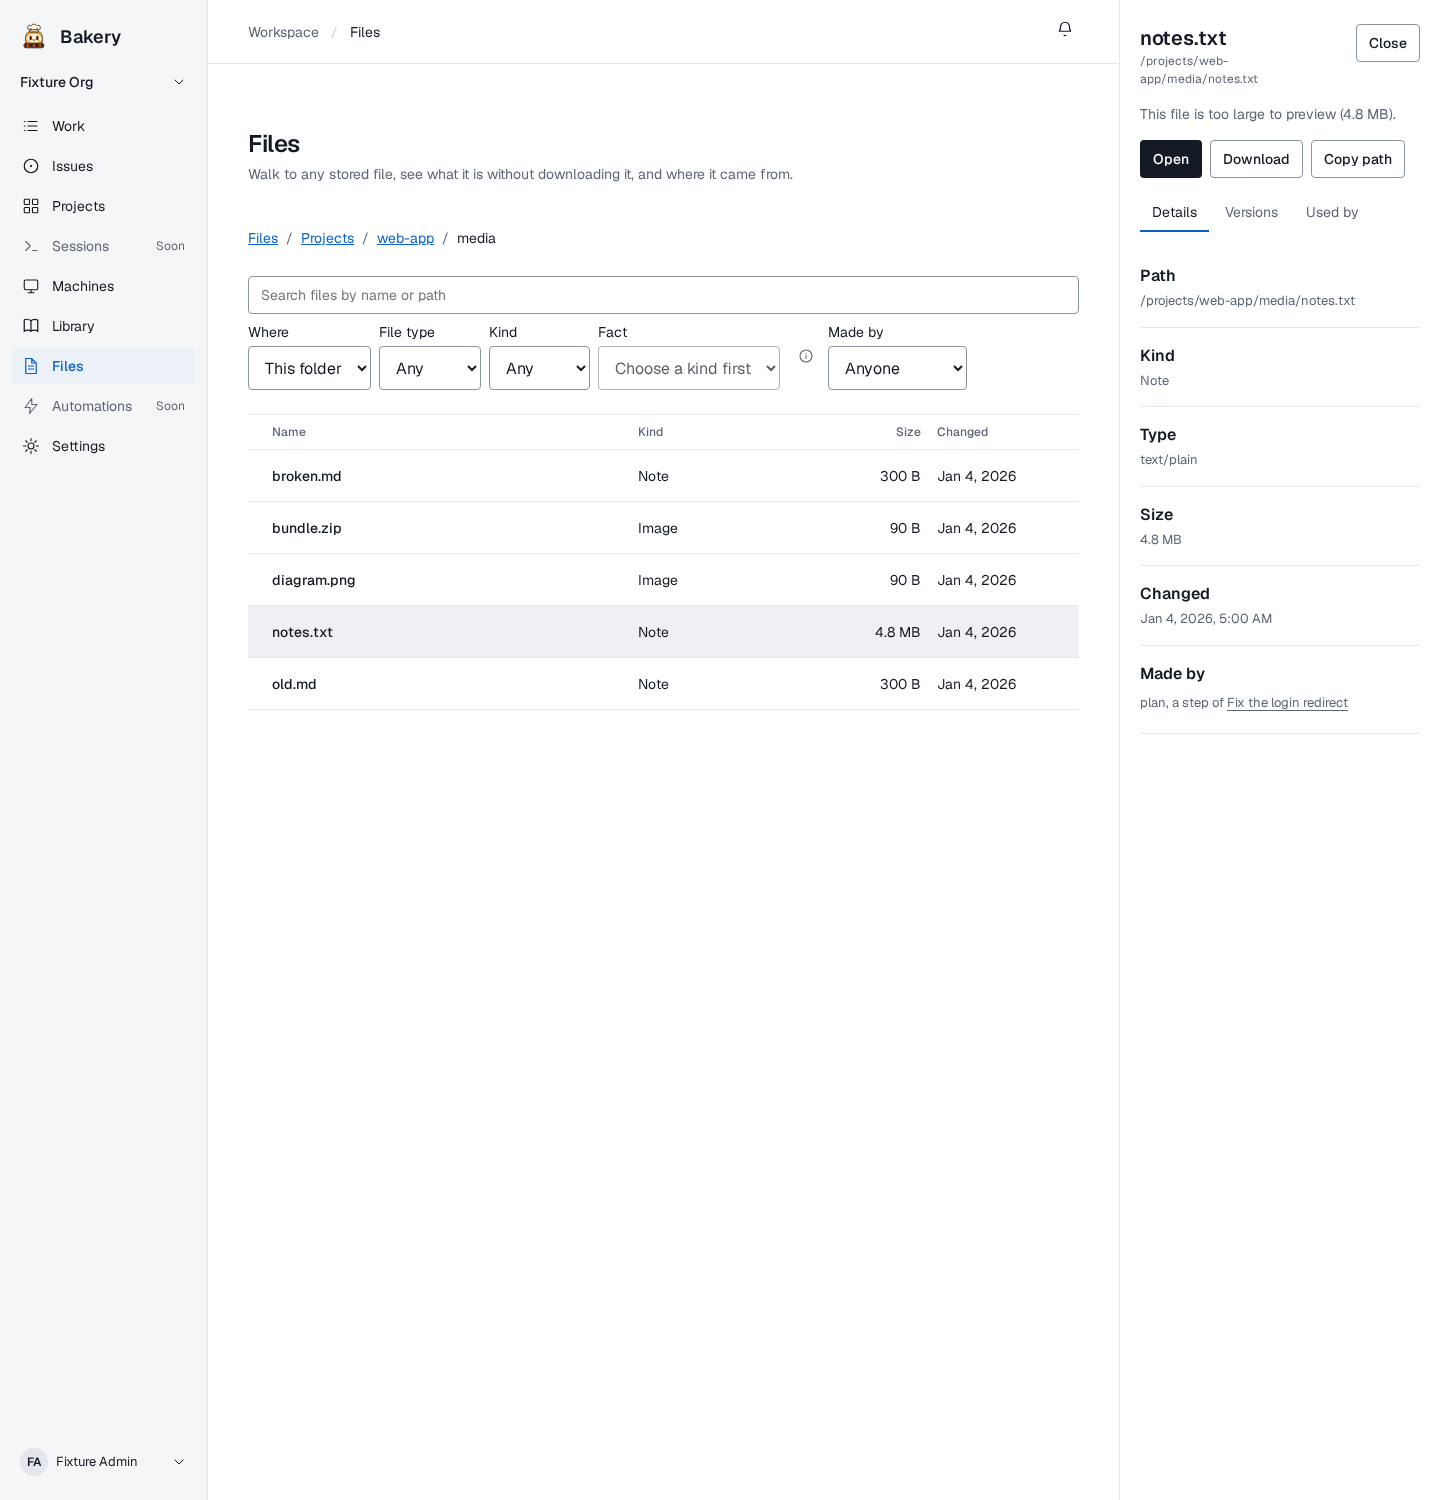 Bakery
Fixture Org
Work
Issues
Projects
Sessions Soon
Machines
Library
Files
Automations Soon
Settings
FA Fixture Admin
Workspace / Files
Files
Walk to any stored file, see what it is without downloading it, and where it came from.
Files / Projects / web-app / media
Search files by name or path
Where File type Kind Fact Made by
This folder Any Any Choose a kind first Anyone
Name Kind Size Changed
broken.md Note 300 B Jan 4, 2026
bundle.zip Image 90 B Jan 4, 2026
diagram.png Image 90 B Jan 4, 2026
notes.txt Note 4.8 MB Jan 4, 2026
old.md Note 300 B Jan 4, 2026
notes.txt
Close
/projects/web-
app/media/notes.txt
This file is too large to preview (4.8 MB).
Open Download Copy path
Details Versions Used by
Path
/projects/web-app/media/notes.txt
Kind
Note
Type
text/plain
Size
4.8 MB
Changed
Jan 4, 2026, 5:00 AM
Made by
plan, a step of Fix the login redirect